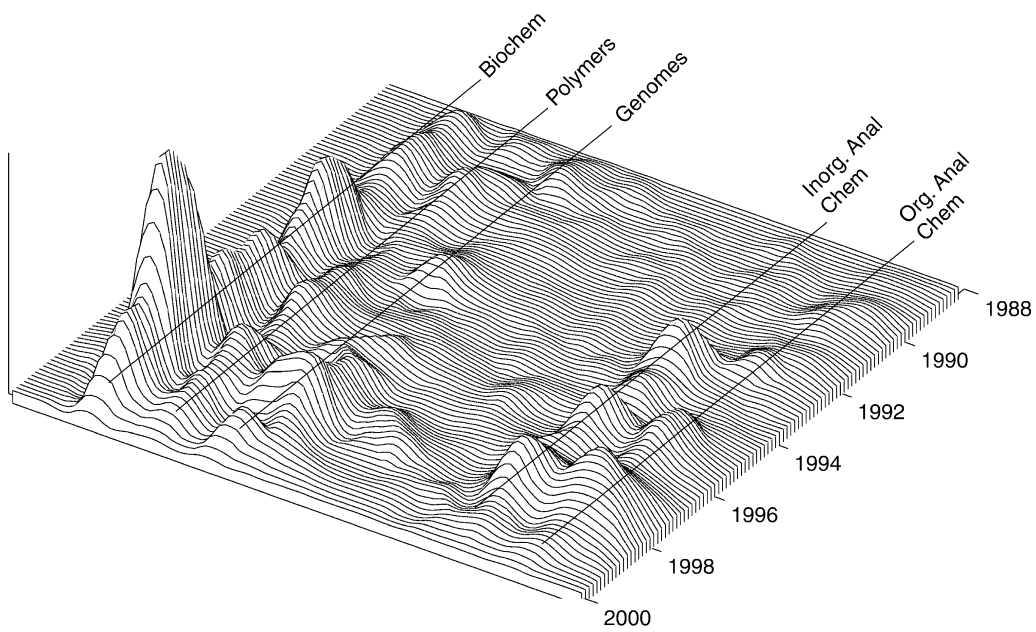 Biochem
Polymers
Genomes
Inorg. Anal
Chem
Org. Anal
Chem
1988
1990
1992
1994
1996
1998
2000